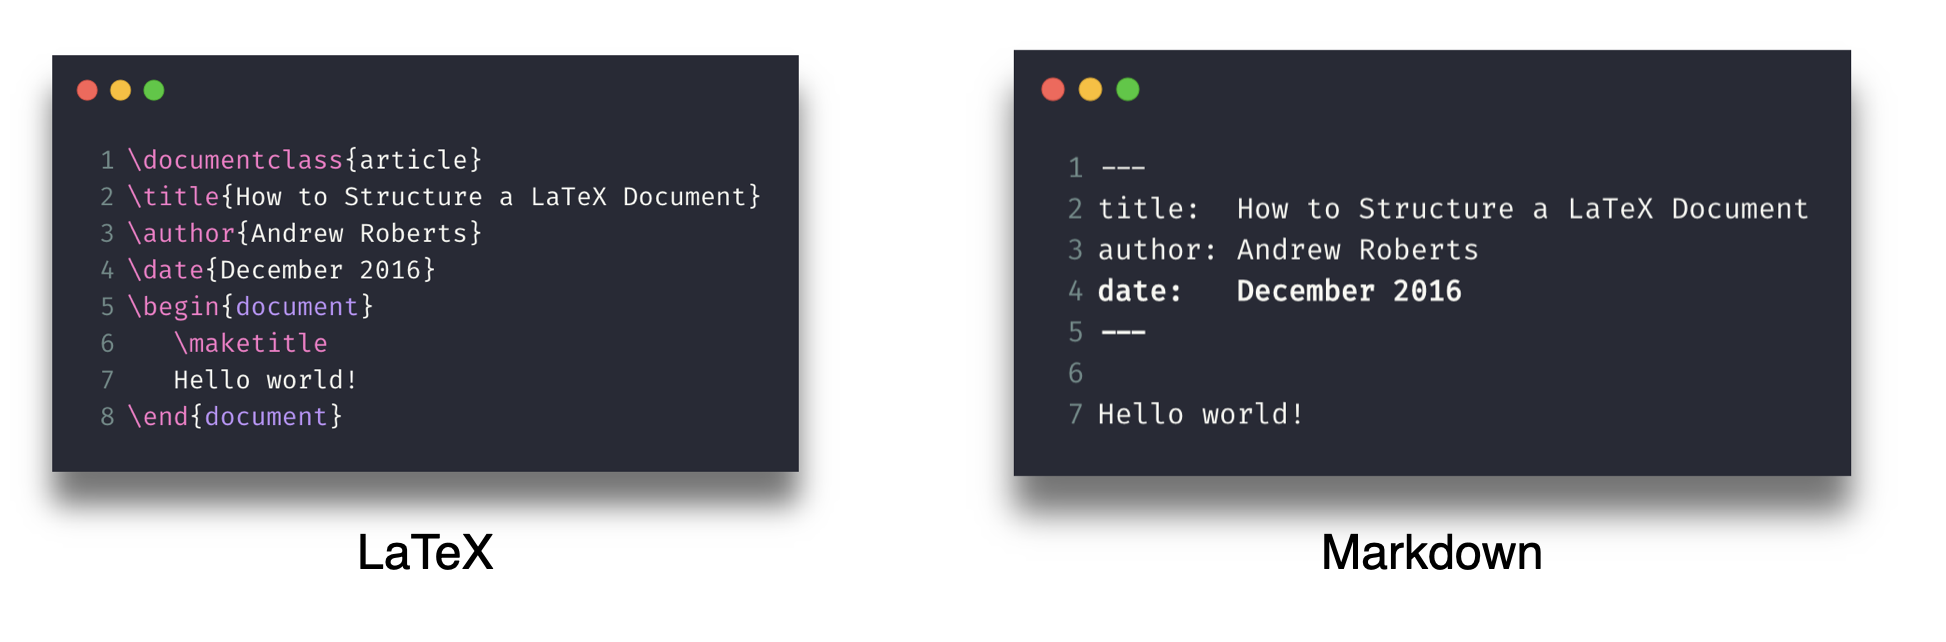 1 \documentclass{article}
2 \title{How to Structure a LaTeX Document}
3 \author{Andrew Roberts}
4 \date{December 2016}
5 \begin{document}
6    \maketitle
7    Hello world!
8 \end{document}
LaTeX
1 ---
2 title:  How to Structure a LaTeX Document
3 author: Andrew Roberts
4 date:   December 2016
5 ---
6
7 Hello world!
Markdown